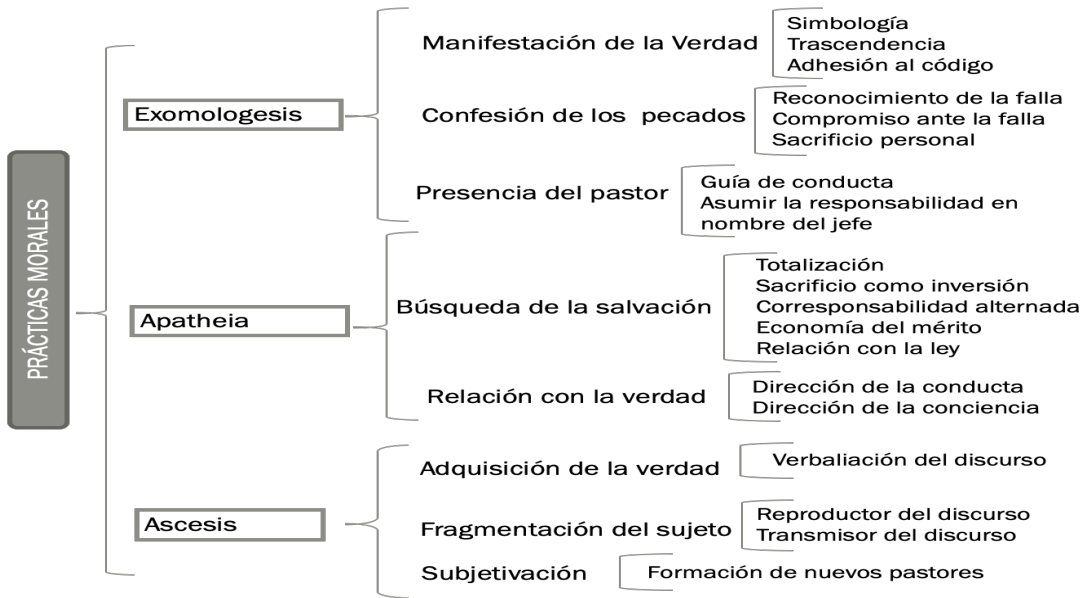 PRÁCTICAS MORALES
Exomologesis
Manifestación de la Verdad
Simbología
Trascendencia
Adhesión al código
Confesión de los pecados
Reconocimiento de la falla
Compromiso ante la falla
Sacrificio personal
Presencia del pastor
Guía de conducta
Asumir la responsabilidad en
nombre del jefe
Apatheia
Búsqueda de la salvación
Totalización
Sacrificio como inversión
Corresponsabilidad alternada
Economía del mérito
Relación con la ley
Relación con la verdad
Dirección de la conducta
Dirección de la conciencia
Ascesis
Adquisición de la verdad
Verbaliación del discurso
Fragmentación del sujeto
Reproductor del discurso
Transmisor del discurso
Subjetivación
Formación de nuevos pastores